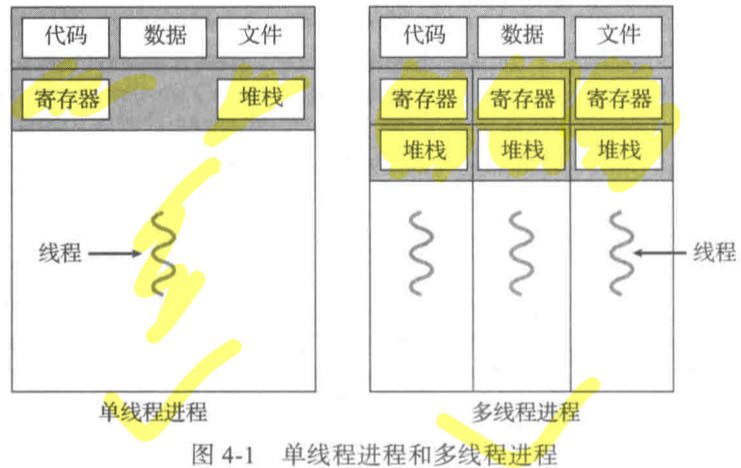 代码 数据 文件 代码 数据 文件
寄存器 堆栈 寄存器 寄存器 寄存器
堆栈 堆栈 堆栈
线程 线程
单线程进程 多线程进程
图 4-1 单线程进程和多线程进程